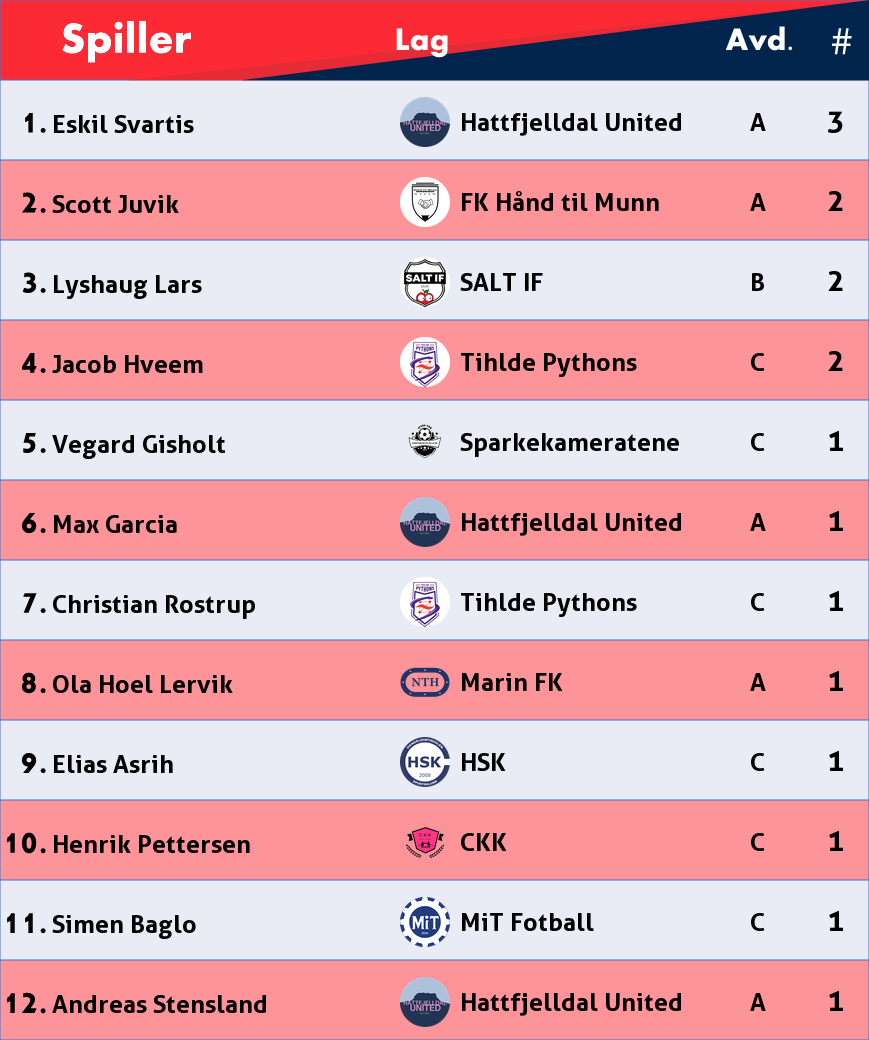 Spiller Lag Avd. #
1. Eskil Svartis HATTFJELLDAL UNITED Hattfjelldal United A 3
2. Scott Juvik FK Hånd til Munn A 2
3. Lyshaug Lars SALT IF SALT IF B 2
4. Jacob Hveem PYTHONS Tihlde Pythons C 2
5. Vegard Gisholt Sparkekameratene C 1
6. Max Garcia HATTFJELLDAL UNITED Hattfjelldal United A 1
7. Christian Rostrup PYTHONS Tihlde Pythons C 1
8. Ola Hoel Lervik NTH Marin FK A 1
9. Elias Asrih HSK 2008 HSK C 1
10. Henrik Pettersen CKK CKK C 1
11. Simen Baglo MiT MiT Fotball C 1
12. Andreas Stensland HATTFJELLDAL UNITED Hattfjelldal United A 1